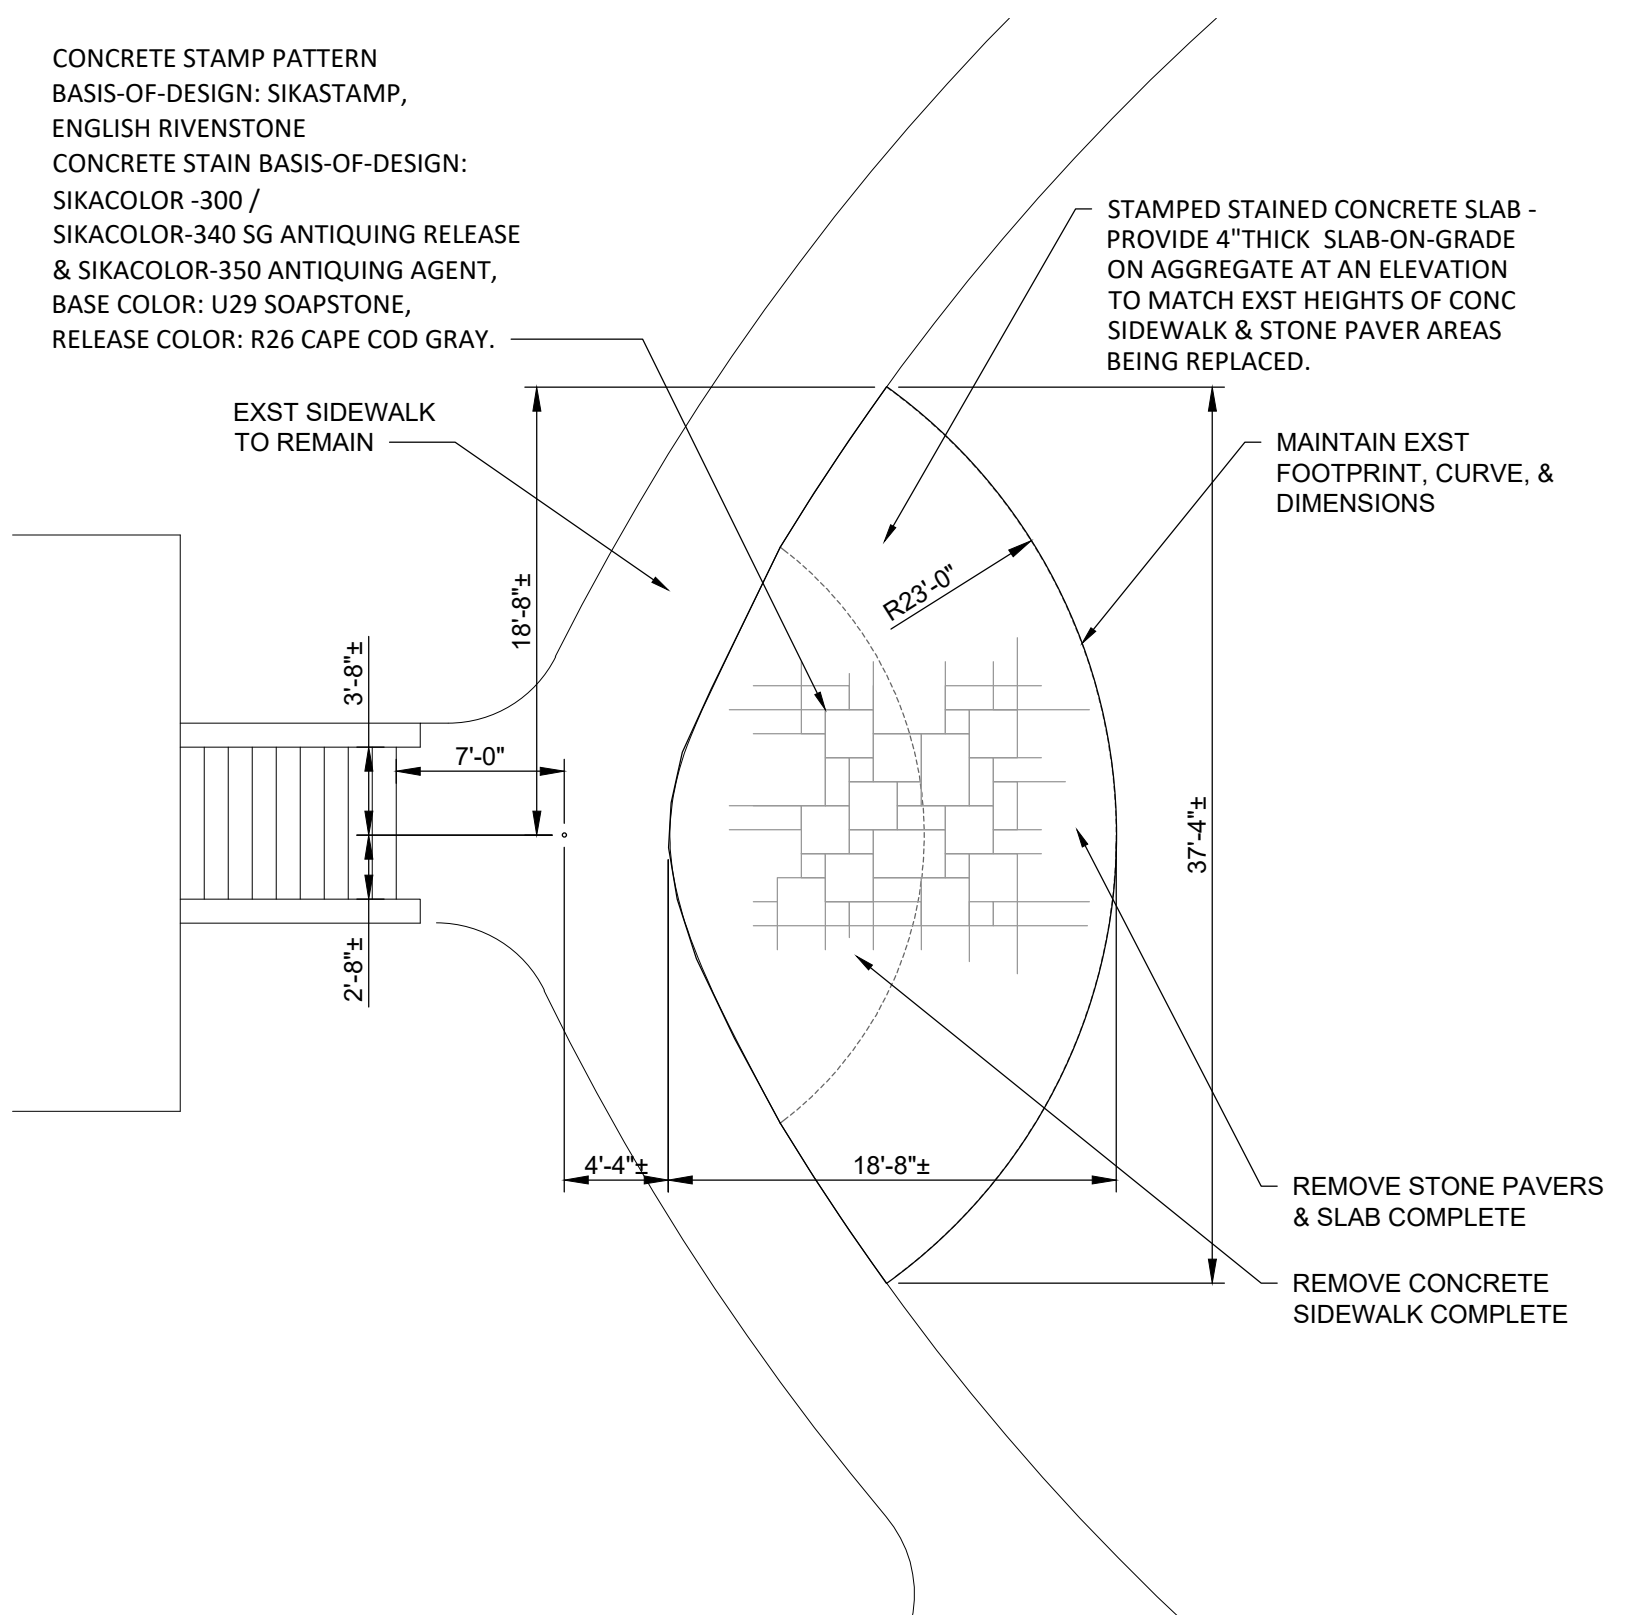 CONCRETE STAMP PATTERN
BASIS-OF-DESIGN: SIKASTAMP,
ENGLISH RIVENSTONE
CONCRETE STAIN BASIS-OF-DESIGN:
SIKACOLOR -300 /
SIKACOLOR-340 SG ANTIQUING RELEASE
& SIKACOLOR-350 ANTIQUING AGENT,
BASE COLOR: U29 SOAPSTONE,
RELEASE COLOR: R26 CAPE COD GRAY.
STAMPED STAINED CONCRETE SLAB -
PROVIDE 4"THICK SLAB-ON-GRADE
ON AGGREGATE AT AN ELEVATION
TO MATCH EXST HEIGHTS OF CONC
SIDEWALK & STONE PAVER AREAS
BEING REPLACED.
EXST SIDEWALK
TO REMAIN
MAINTAIN EXST
FOOTPRINT, CURVE, &
DIMENSIONS
R23'-0"
18'-8"±
3'-8"±
7'-0"
37'-4"±
2'-8"±
4'-4"±
18'-8"±
REMOVE STONE PAVERS
& SLAB COMPLETE
REMOVE CONCRETE
SIDEWALK COMPLETE